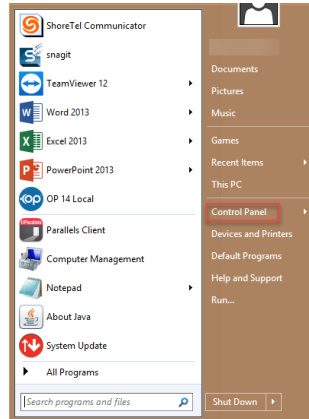 ShoreTel Communicator
snagit
TeamViewer 12
Word 2013
Excel 2013
PowerPoint 2013
OP 14 Local
Parallels Client
Computer Management
Notepad
About Java
System Update
All Programs
Search programs and files
Documents
Pictures
Music
Games
Recent Items
This PC
Control Panel
Devices and Printers
Default Programs
Help and Support
Run...
Shut Down